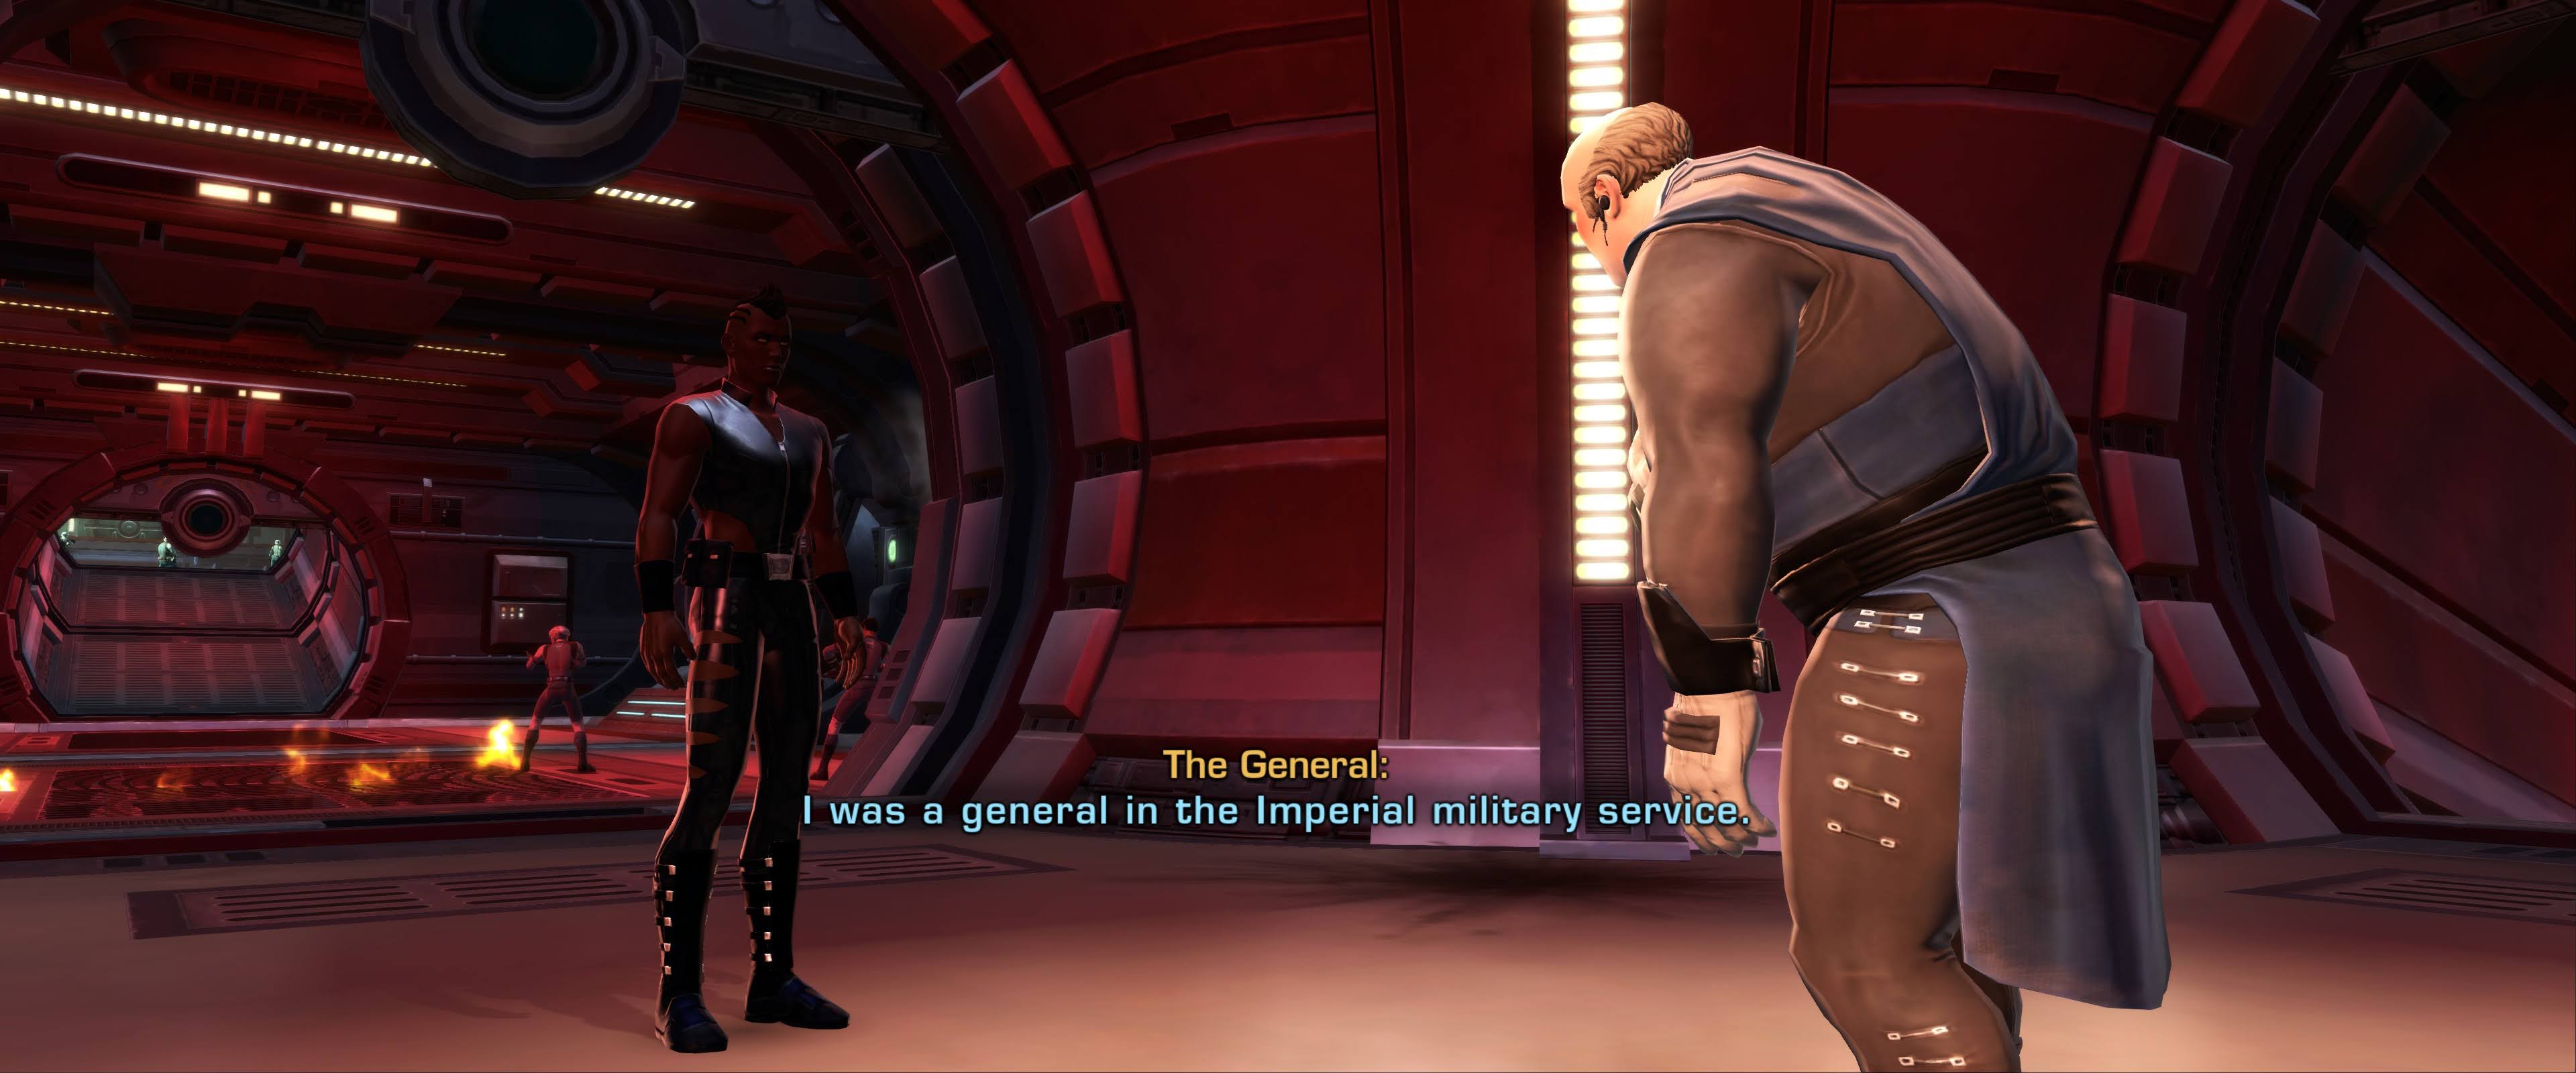 The General:
I was a general in the Imperial military service.